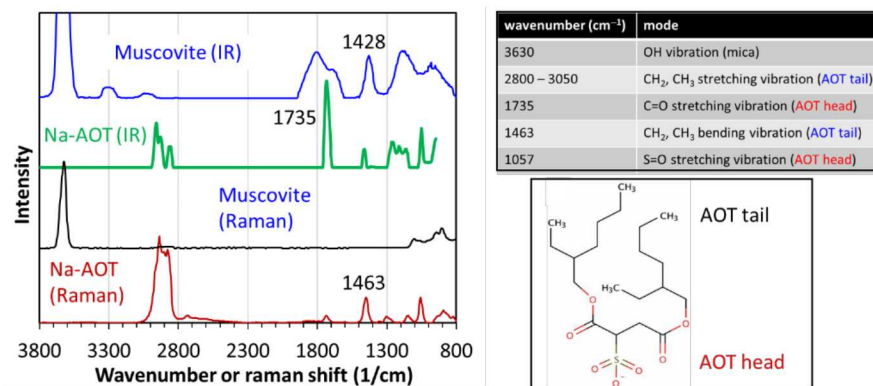 Muscovite (IR)
1428
Na-AOT (IR)
1735
Muscovite
(Raman)
Na-AOT
(Raman)
1463
Intensity
3800 3300 2800 2300 1800 1300 800
Wavenumber or raman shift (1/cm)
wavenumber (cm⁻¹) mode
3630 OH vibration (mica)
2800 – 3050 CH₂, CH₃ stretching vibration (AOT tail)
1735 C=O stretching vibration (AOT head)
1463 CH₂, CH₃ bending vibration (AOT tail)
1057 S=O stretching vibration (AOT head)
CH₃
CH₃
CH₃
H₃C
AOT tail
O
O
O
O
S
O
O
O⁻
AOT head